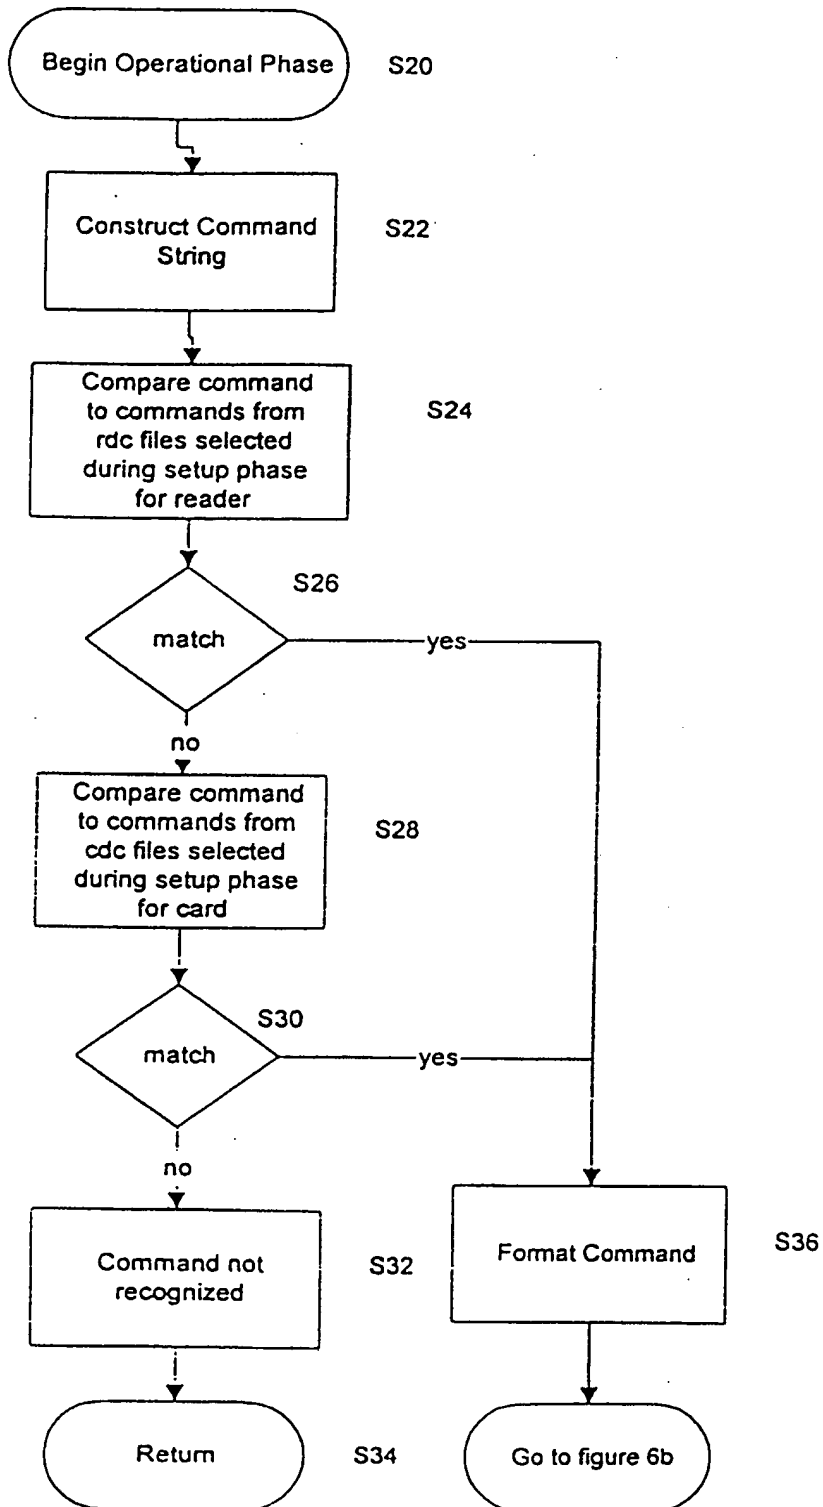 Begin Operational Phase
S20
Construct Command
String
S22
Compare command
to commands from
rdc files selected
during setup phase
for reader
S24
S26
match
yes
no
Compare command
to commands from
cdc files selected
during setup phase
for card
S28
S30
match
yes
no
Command not
recognized
S32
Format Command
S36
Return
S34
Go to figure 6b